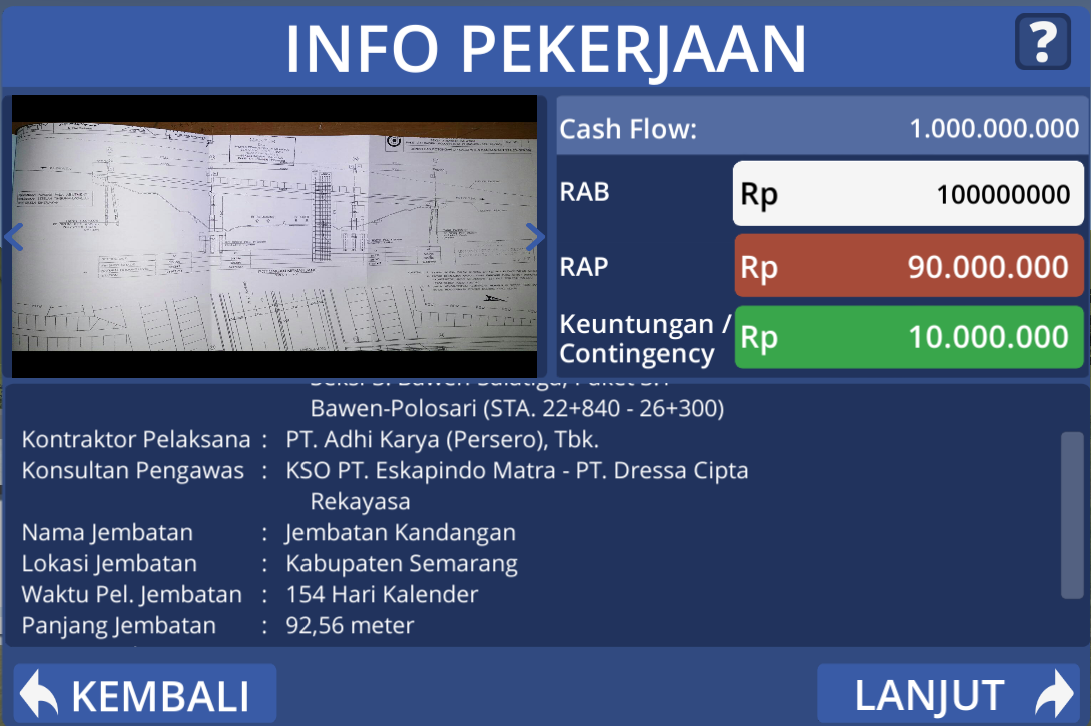 INFO PEKERJAAN
?
Cash Flow: 1.000.000.000
RAB Rp 100000000
RAP Rp 90.000.000
Keuntungan / Contingency Rp 10.000.000
Bawen-Polosari (STA. 22+840 - 26+300)
Kontraktor Pelaksana : PT. Adhi Karya (Persero), Tbk.
Konsultan Pengawas : KSO PT. Eskapindo Matra - PT. Dressa Cipta
Rekayasa
Nama Jembatan : Jembatan Kandangan
Lokasi Jembatan : Kabupaten Semarang
Waktu Pel. Jembatan : 154 Hari Kalender
Panjang Jembatan : 92,56 meter
KEMBALI
LANJUT